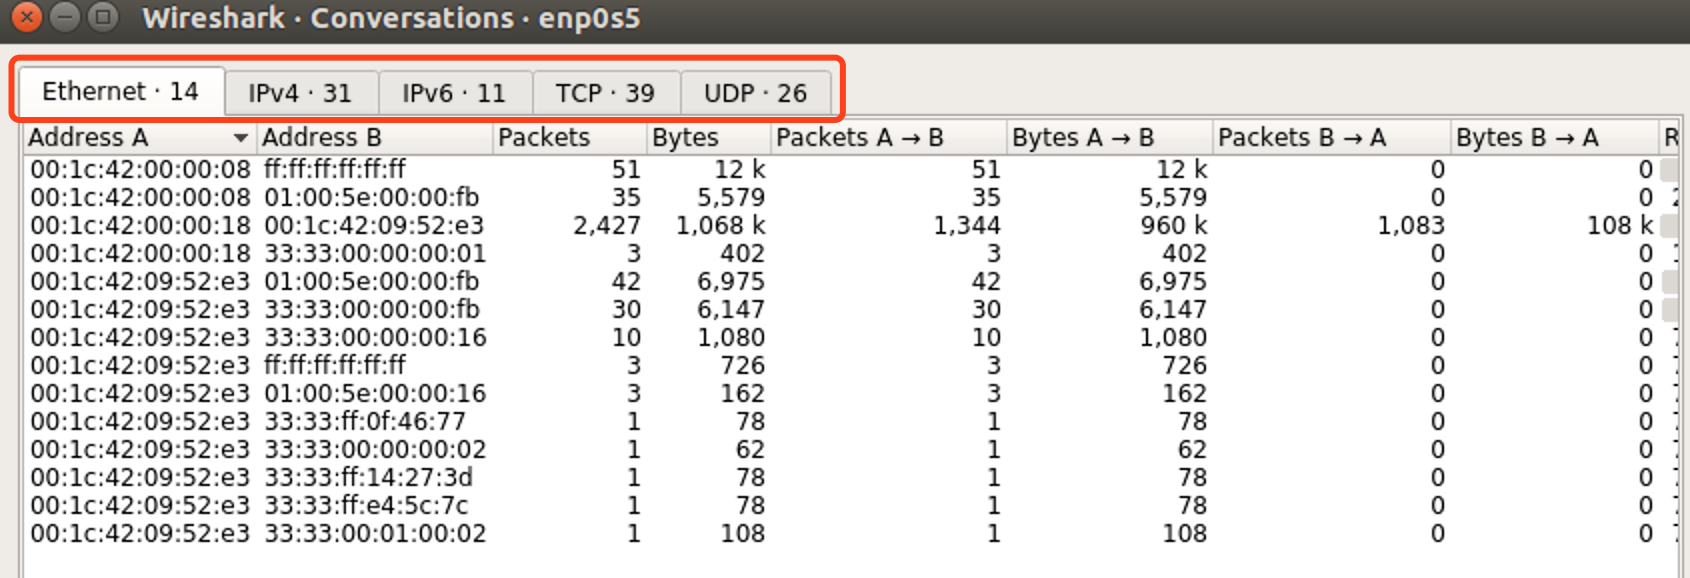 Wireshark · Conversations · enp0s5
Ethernet · 14 IPv4 · 31 IPv6 · 11 TCP · 39 UDP · 26
Address A Address B Packets Bytes Packets A → B Bytes A → B Packets B → A Bytes B → A R
00:1c:42:00:00:08 ff:ff:ff:ff:ff:ff 51 12 k 51 12 k 0 0
00:1c:42:00:00:08 01:00:5e:00:00:fb 35 5,579 35 5,579 0 0
00:1c:42:00:00:18 00:1c:42:09:52:e3 2,427 1,068 k 1,344 960 k 1,083 108 k
00:1c:42:00:00:18 33:33:00:00:00:01 3 402 3 402 0 0
00:1c:42:09:52:e3 01:00:5e:00:00:fb 42 6,975 42 6,975 0 0
00:1c:42:09:52:e3 33:33:00:00:00:fb 30 6,147 30 6,147 0 0
00:1c:42:09:52:e3 33:33:00:00:00:16 10 1,080 10 1,080 0 0
00:1c:42:09:52:e3 ff:ff:ff:ff:ff:ff 3 726 3 726 0 0
00:1c:42:09:52:e3 01:00:5e:00:00:16 3 162 3 162 0 0
00:1c:42:09:52:e3 33:33:ff:0f:46:77 1 78 1 78 0 0
00:1c:42:09:52:e3 33:33:00:00:00:02 1 62 1 62 0 0
00:1c:42:09:52:e3 33:33:ff:14:27:3d 1 78 1 78 0 0
00:1c:42:09:52:e3 33:33:ff:e4:5c:7c 1 78 1 78 0 0
00:1c:42:09:52:e3 33:33:00:01:00:02 1 108 1 108 0 0